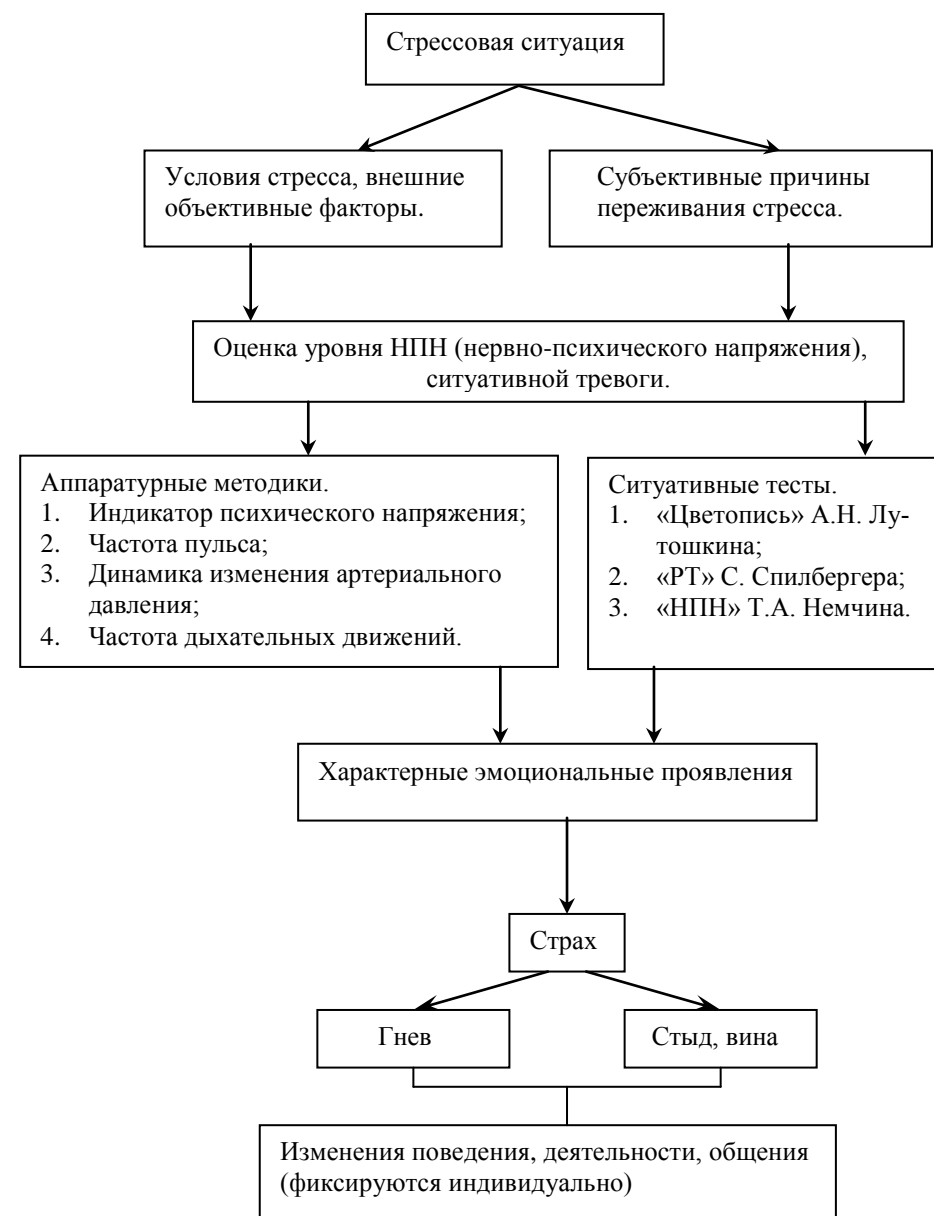 Стрессовая ситуация
Условия стресса, внешние
объективные факторы.
Субъективные причины
переживания стресса.
Оценка уровня НПН (нервно-психического напряжения),
ситуативной тревоги.
Аппаратурные методики.
1. Индикатор психического напряжения;
2. Частота пульса;
3. Динамика изменения артериального
давления;
4. Частота дыхательных движений.
Ситуативные тесты.
1. «Цветопись» А.Н. Лу-
тошкина;
2. «РТ» С. Спилбергера;
3. «НПН» Т.А. Немчина.
Характерные эмоциональные проявления
Страх
Гнев
Стыд, вина
Изменения поведения, деятельности, общения
(фиксируются индивидуально)